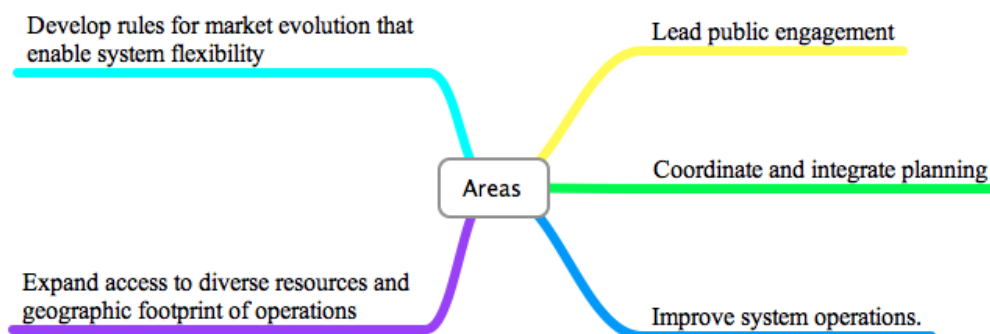 Develop rules for market evolution that
enable system flexibility
Lead public engagement
Areas
Coordinate and integrate planning
Expand access to diverse resources and
geographic footprint of operations
Improve system operations.